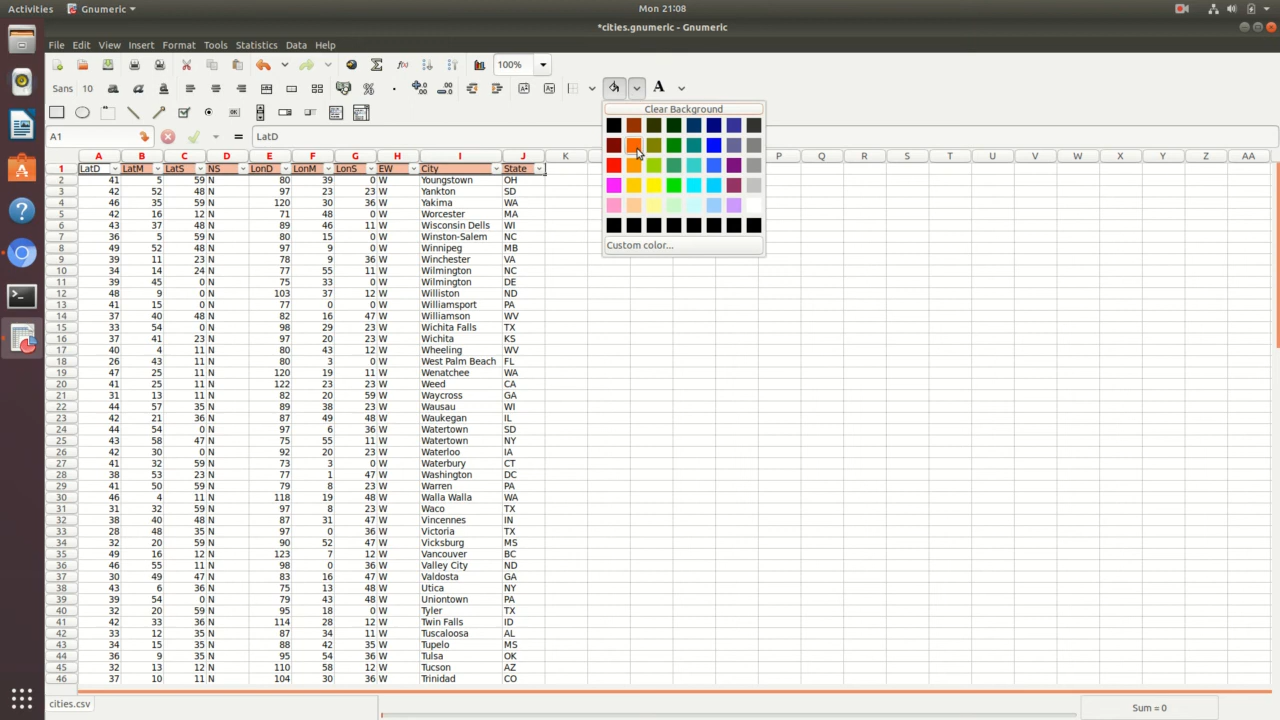 Activities Gnumeric Mon 21:08
*cities.gnumeric - Gnumeric
File Edit View Insert Format Tools Statistics Data Help
100%
Sans 10 A
Clear Background
A1 LatD
A B C D E F G H I J K P Q R S T U V W X Y Z AA
1 LatD LatM LatS NS LonD LonM LonS EW City State
2 41 5 59 N 80 39 0 W Youngstown OH
3 42 52 48 N 97 23 23 W Yankton SD
4 46 35 59 N 120 30 36 W Yakima WA
5 42 16 12 N 71 48 0 W Worcester MA
6 43 37 48 N 89 46 11 W Wisconsin Dells WI
7 36 5 59 N 80 15 0 W Winston-Salem NC
8 49 52 48 N 97 9 0 W Winnipeg MB
9 39 11 23 N 78 9 36 W Winchester VA
10 34 14 24 N 77 55 11 W Wilmington NC
11 39 45 0 N 75 33 0 W Wilmington DE
12 48 9 0 N 103 37 12 W Williston ND
13 41 15 0 N 77 0 0 W Williamsport PA
14 37 40 48 N 82 16 47 W Williamson WV
15 33 54 0 N 98 29 23 W Wichita Falls TX
16 37 41 23 N 97 20 23 W Wichita KS
17 40 4 11 N 80 43 12 W Wheeling WV
18 26 43 11 N 80 3 0 W West Palm Beach FL
19 47 25 11 N 120 19 11 W Wenatchee WA
20 41 25 11 N 122 23 23 W Weed CA
21 31 13 11 N 82 20 59 W Waycross GA
22 44 57 35 N 89 38 23 W Wausau WI
23 42 21 36 N 87 49 48 W Waukegan IL
24 44 54 0 N 97 6 36 W Watertown SD
25 43 58 47 N 75 55 11 W Watertown NY
26 42 30 0 N 92 20 23 W Waterloo IA
27 41 32 59 N 73 3 0 W Waterbury CT
28 38 53 23 N 77 1 47 W Washington DC
29 41 50 59 N 79 8 23 W Warren PA
30 46 4 11 N 118 19 48 W Walla Walla WA
31 31 32 59 N 97 8 23 W Waco TX
32 38 40 48 N 87 31 47 W Vincennes IN
33 28 48 35 N 97 0 36 W Victoria TX
34 32 20 59 N 90 52 47 W Vicksburg MS
35 49 16 12 N 123 7 12 W Vancouver BC
36 46 55 11 N 98 0 36 W Valley City ND
37 30 49 47 N 83 16 47 W Valdosta GA
38 43 6 36 N 75 13 48 W Utica NY
39 39 54 0 N 79 43 48 W Uniontown PA
40 32 20 59 N 95 18 0 W Tyler TX
41 42 33 36 N 114 28 12 W Twin Falls ID
42 33 12 35 N 87 34 11 W Tuscaloosa AL
43 34 15 35 N 88 42 35 W Tupelo MS
44 36 9 35 N 95 54 36 W Tulsa OK
45 32 13 12 N 110 58 12 W Tucson AZ
46 37 10 11 N 104 30 36 W Trinidad CO
Custom color...
cities.csv
Sum = 0